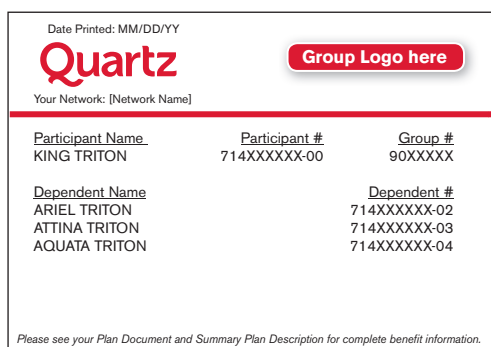 Date Printed: MM/DD/YY
Quartz
Group Logo here
Your Network: [Network Name]
Participant Name Participant # Group #
KING TRITON 714XXXXXX-00 90XXXXX
Dependent Name Dependent #
ARIEL TRITON 714XXXXXX-02
ATTINA TRITON 714XXXXXX-03
AQUATA TRITON 714XXXXXX-04
Please see your Plan Document and Summary Plan Description for complete benefit information.